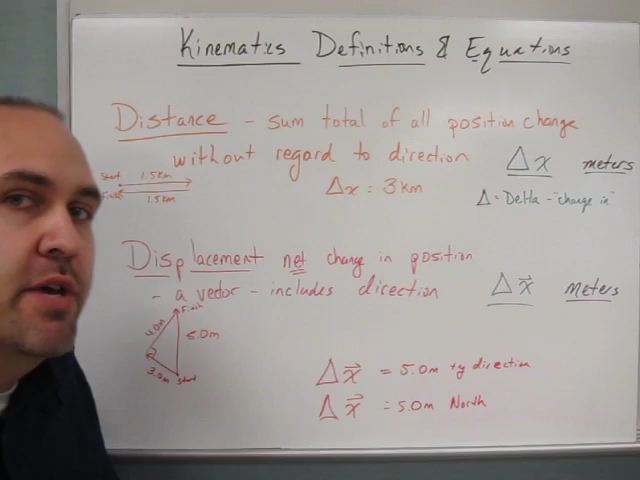 Kinematics Definitions & Equations
Distance - sum total of all position change
without regard to direction Δx meters
Start 1.5km
Finish 1.5km
Δx = 3km
Δ = Delta - "change in"
Displacement net change in position
- a vector - includes direction Δx⃗ meters
Finish
4.0m 5.0m
3.0m Start
Δx⃗ = 5.0m +y direction
Δx⃗ = 5.0m North